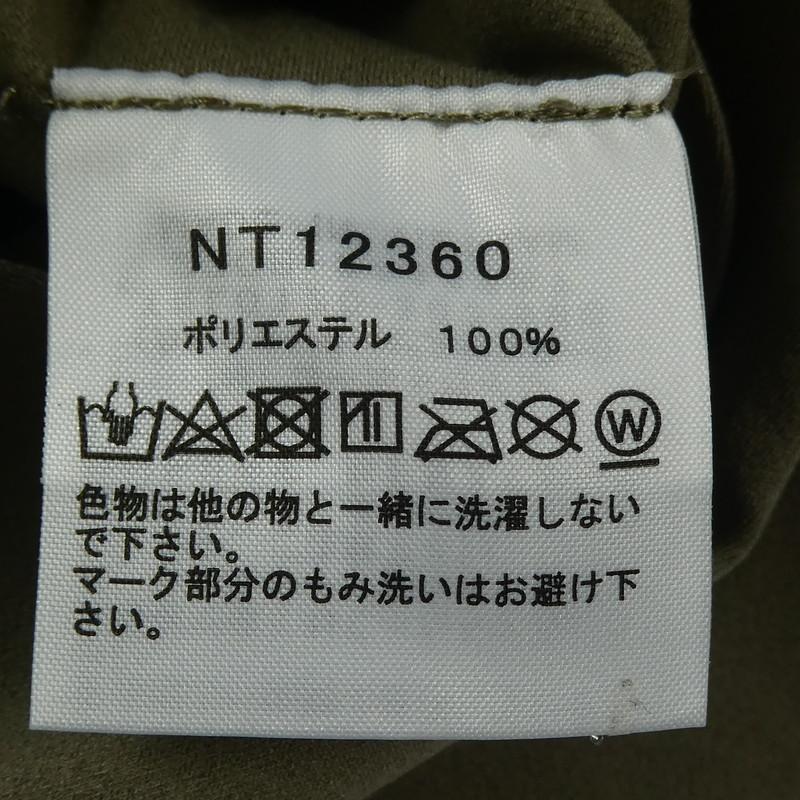 NT12360
ポリエステル 100%
W
色物は他の物と一緒に洗濯しない
で下さい。
マーク部分のもみ洗いはお避け下
さい。